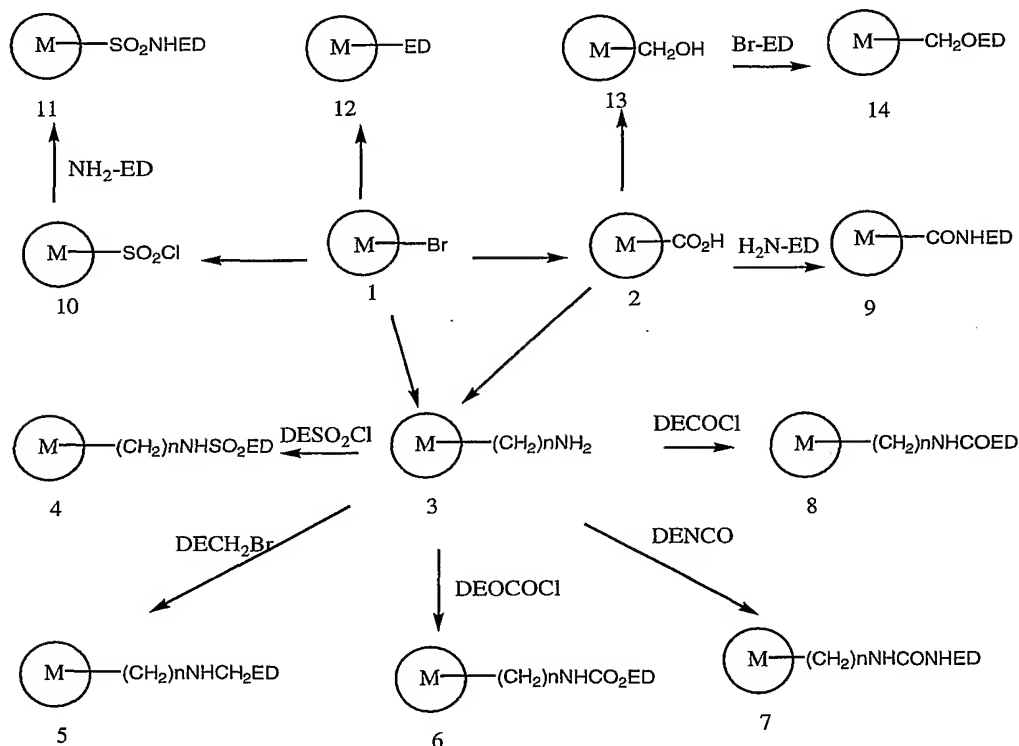 M SO₂NHED
11
M ED
12
M CH₂OH
13
Br-ED
M CH₂OED
14
NH₂-ED
M SO₂Cl
10
M Br
1
M CO₂H
2
H₂N-ED
M CONHED
9
M (CH₂)nNHSO₂ED
4
DESO₂Cl
M (CH₂)nNH₂
3
DECOCl
M (CH₂)nNHCOED
8
DECH₂Br
DEOCOCl
DENCO
M (CH₂)nNHCH₂ED
5
M (CH₂)nNHCO₂ED
6
M (CH₂)nNHCONHED
7